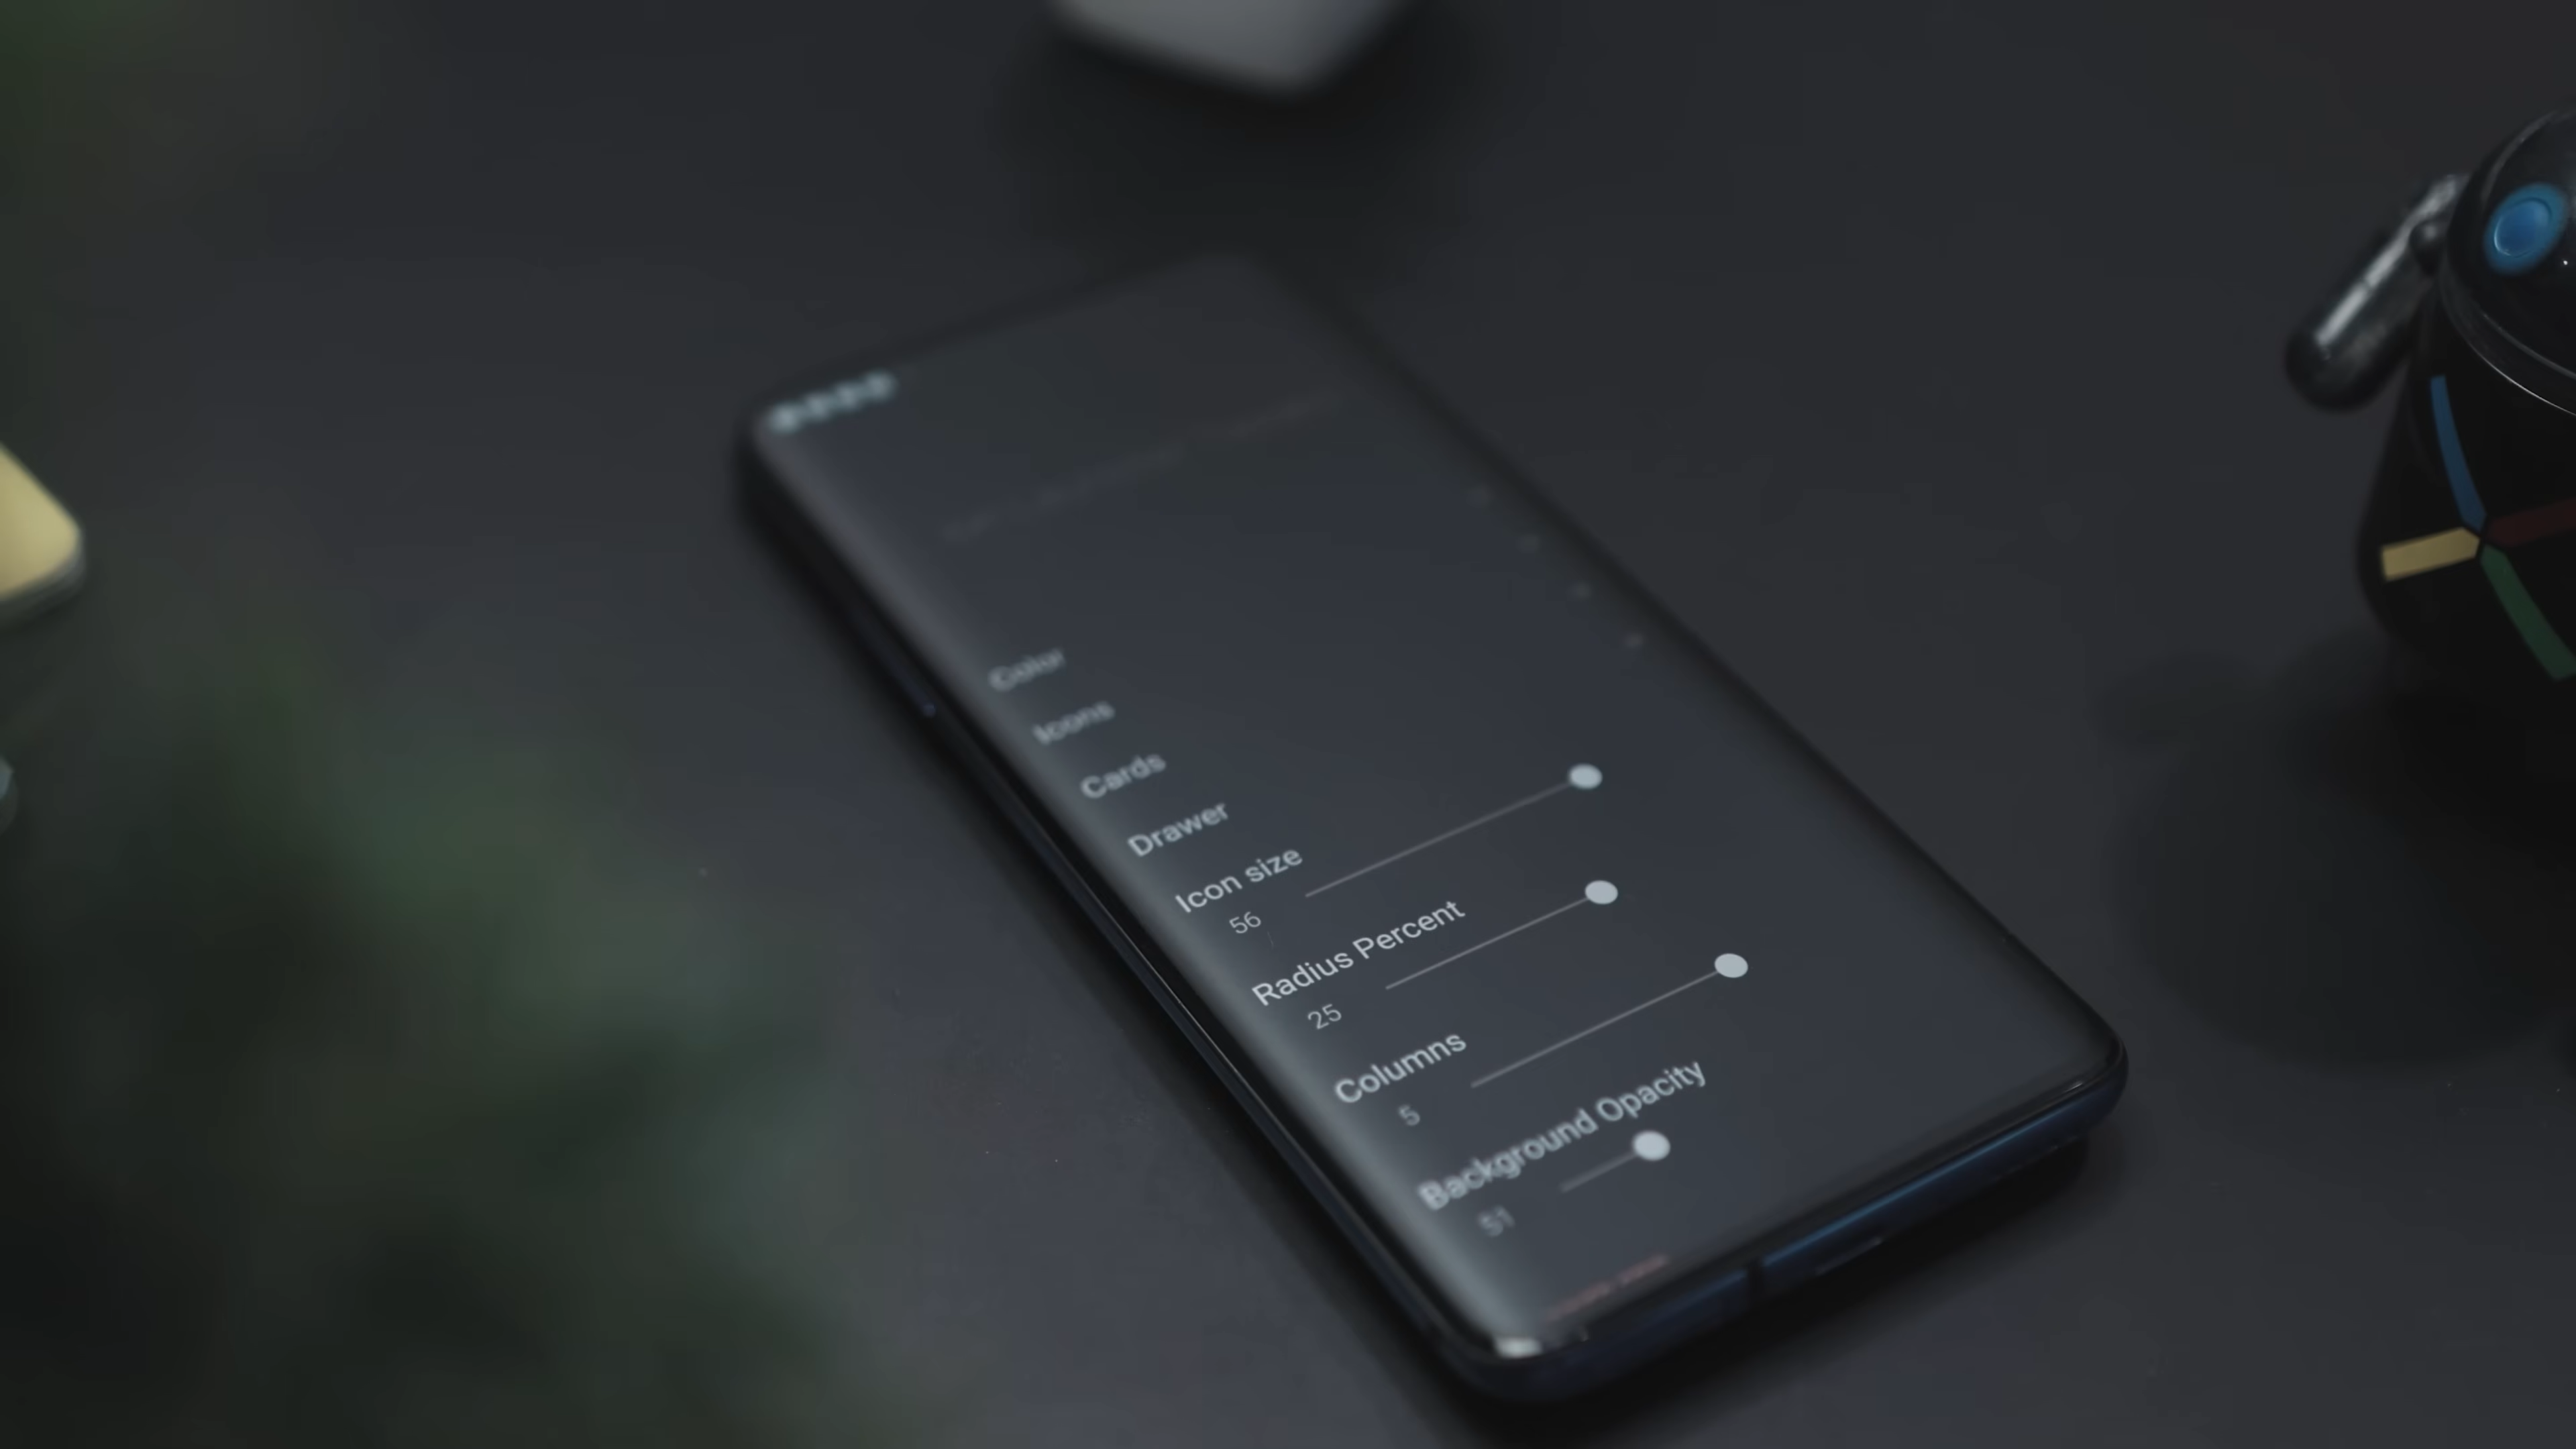 Color
Icons
Cards
Drawer
Icon size
56
Radius Percent
25
Columns
5
Background Opacity
51